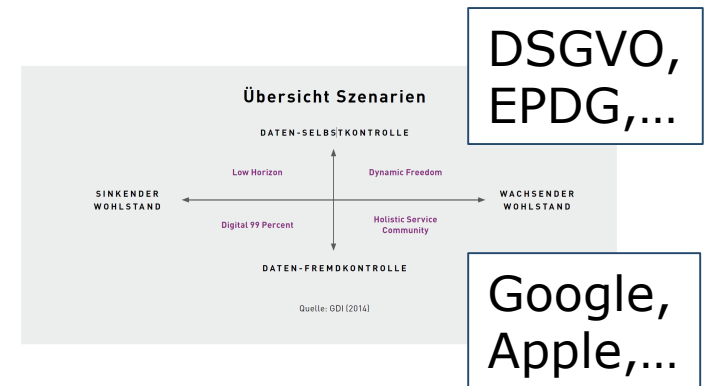 DSGVO,
EPDG,...
Übersicht Szenarien
DATEN-SELBSTKONTROLLE
Low Horizon
Dynamic Freedom
SINKENDER
WOHLSTAND
WACHSENDER
WOHLSTAND
Digital 99 Percent
Holistic Service
Community
DATEN-FREMDKONTROLLE
Quelle: GDI (2014)
Google,
Apple,...